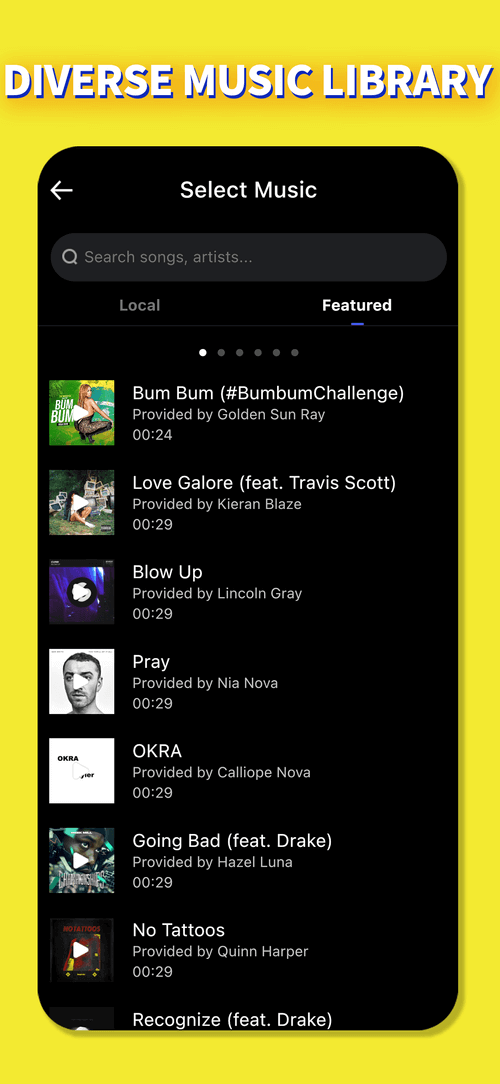 DIVERSE MUSIC LIBRARY
Select Music
Search songs, artists...
Local
Featured
BUM
BUM
Bum Bum (#BumbumChallenge)
Provided by Golden Sun Ray
00:24
Love Galore (feat. Travis Scott)
Provided by Kieran Blaze
00:29
Blow Up
Provided by Lincoln Gray
00:29
Pray
Provided by Nia Nova
00:29
OKRA
OKRA
Provided by Calliope Nova
00:29
Going Bad (feat. Drake)
Provided by Hazel Luna
00:29
CHAMPIONSHIPS
NO TATTOOS
No Tattoos
Provided by Quinn Harper
00:29
Recognize (feat. Drake)